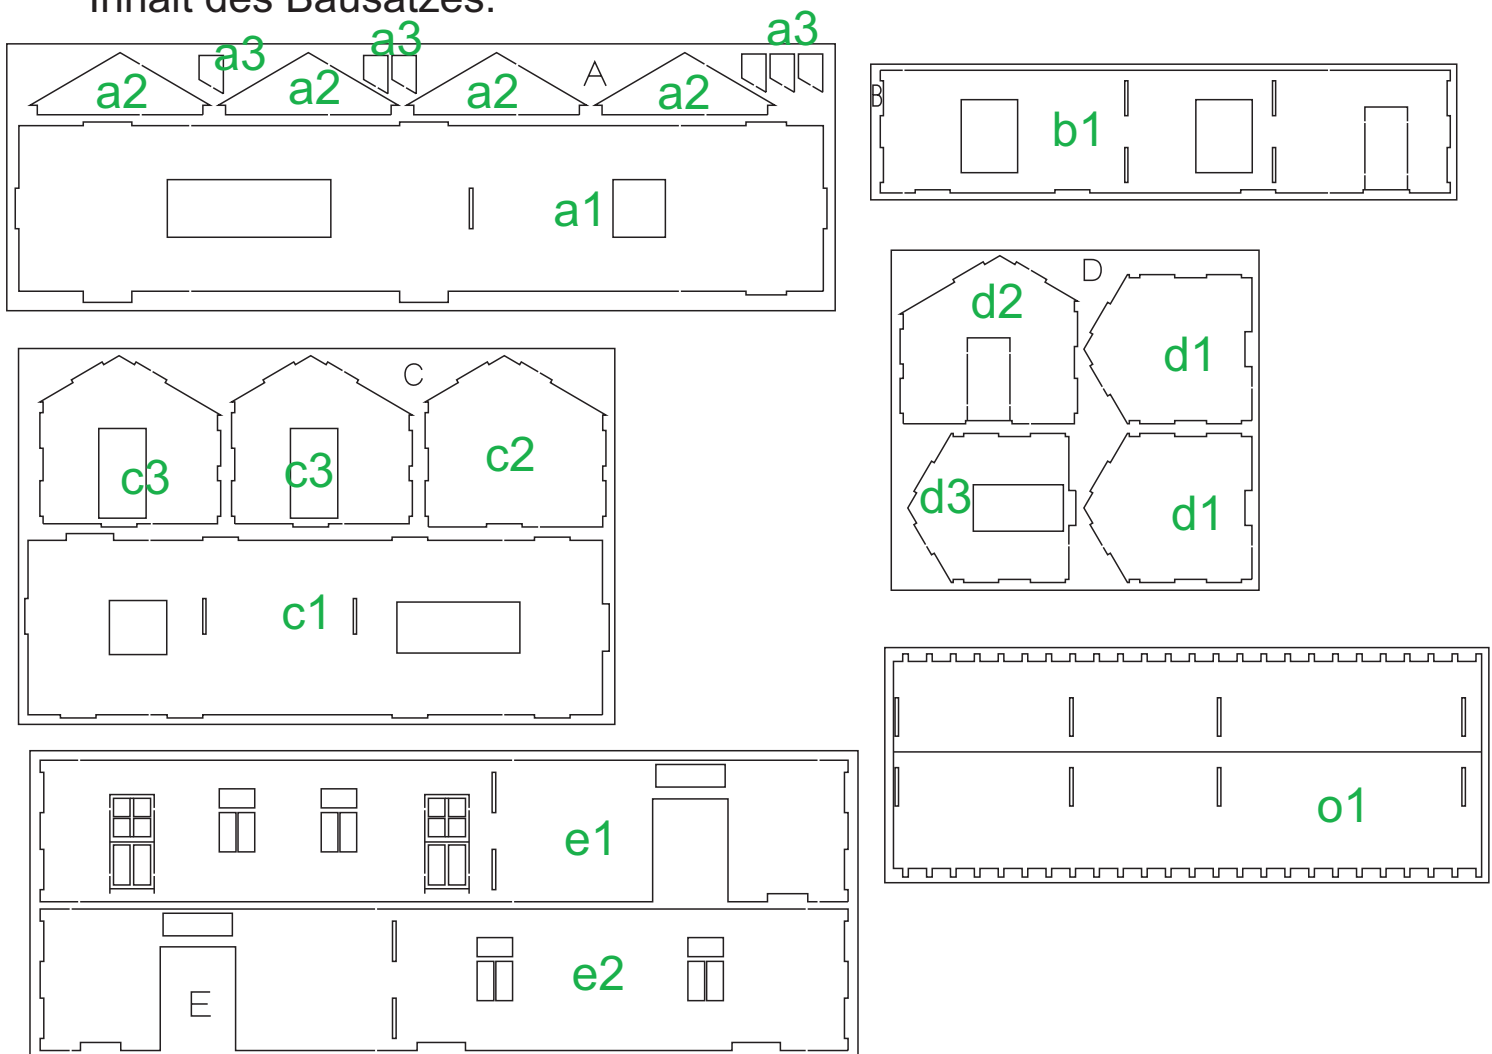 Inhalt des Bausatzes:
a3 a3 a3
a2 a2 a2 A a2
a1
B b1
C
c3 c3 c2
c1
D
d2 d1
d3 d1
e1
E e2
o1